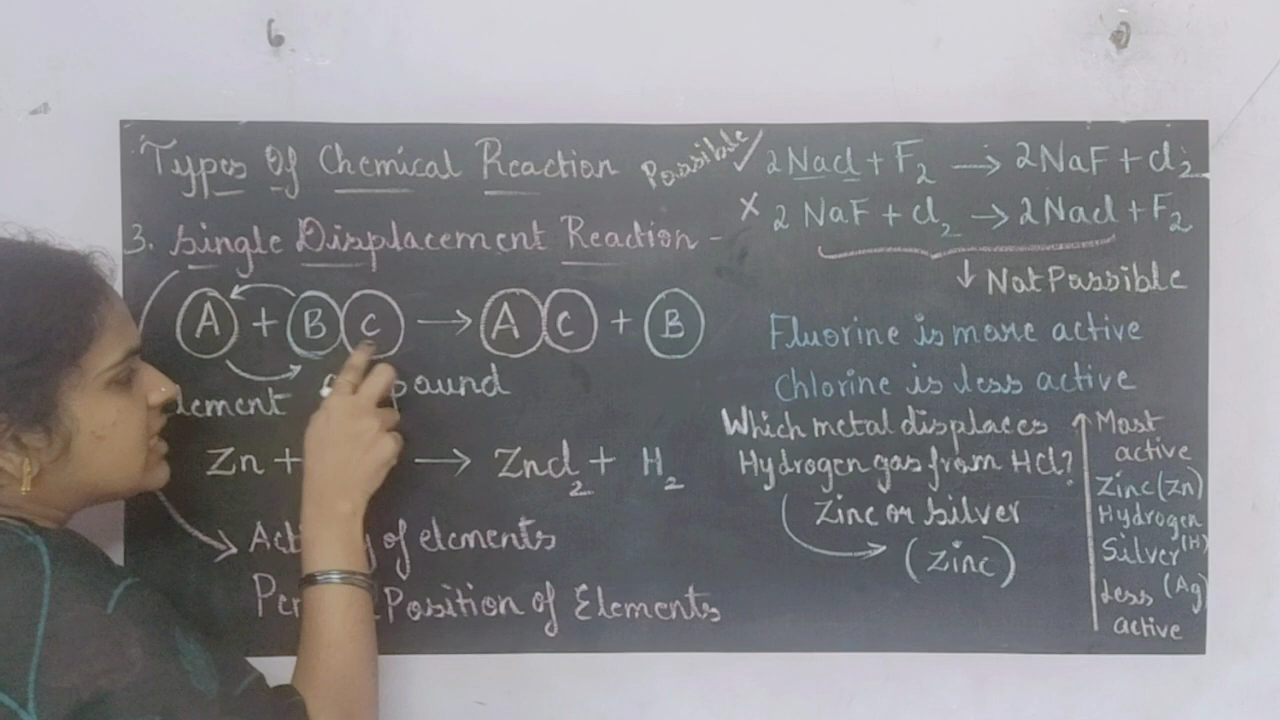 Types Of Chemical Reaction
3. Single Displacement Reaction -
A + B C → A C + B
Zn + → Zncl2 + H2
of elements
Position of Elements
Possible ✓ 2Nacl + F2 → 2NaF + cl2
× 2 NaF + cl2 → 2Nacl + F2
↓ Not Possible
Fluorine is more active
Chlorine is less active
Which metal displaces
Hydrogen gas from HCl?
Zinc or Silver
(Zinc)
Most
active
Zinc(Zn)
Hydrogen
(H)
Silver
(Ag)
Less
active